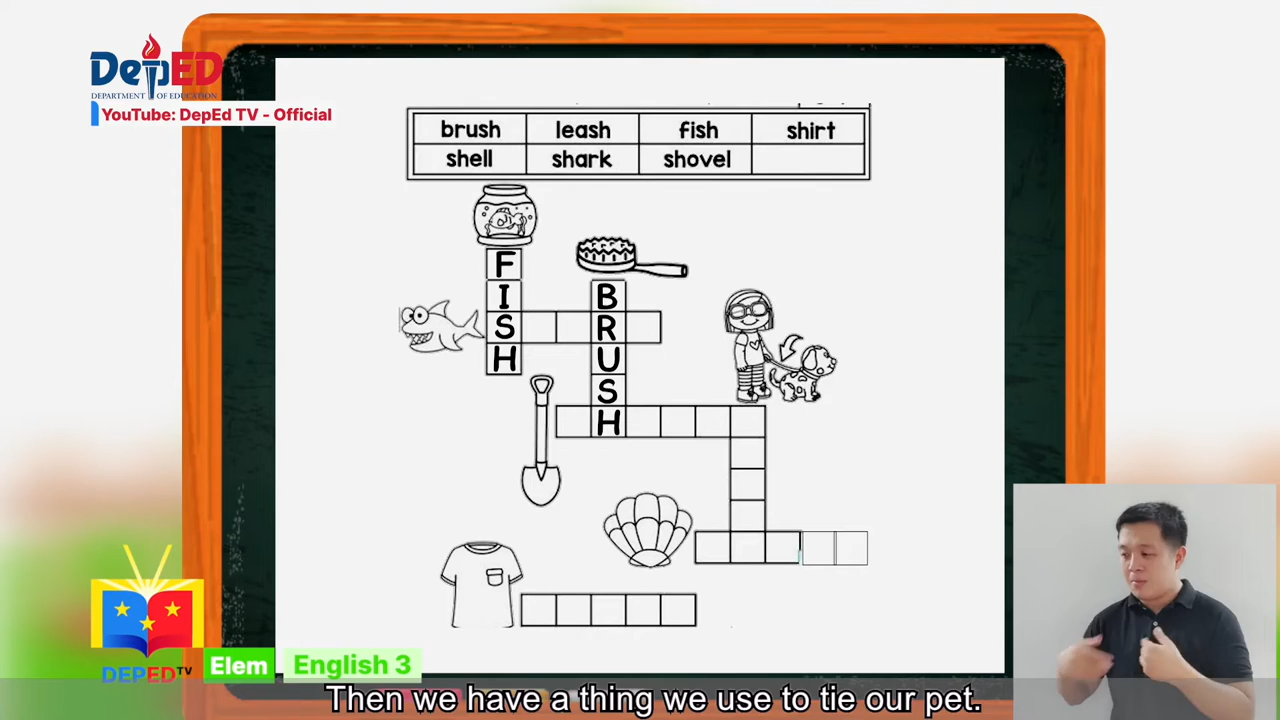 DepED
DEPARTMENT OF EDUCATION
YouTube: DepEd TV - Official
brush leash fish shirt
shell shark shovel
F
I
S
H
B
R
U
S
H
DEPED TV
Elem English 3
Then we have a thing we use to tie our pet.